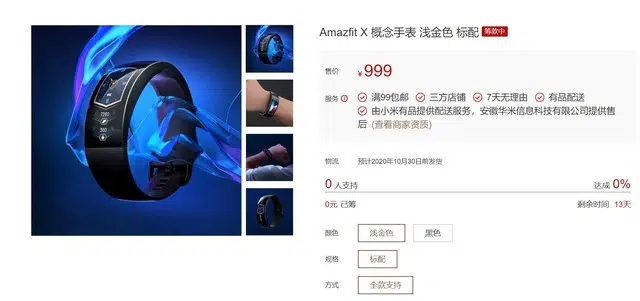 Amazfit X 概念手表 浅金色 标配 筹款中
售价 ¥999
服务 满99包邮 三方店铺 7天无理由 有品配送
由小米有品提供配送服务，安徽华米信息科技有限公司提供售
后 (查看商家资质)
物流 预计2020年10月30日前发货
0 人支持 达成 0%
0元 已筹 剩余时间 13天
颜色 浅金色 黑色
规格 标配
方式 全款支持